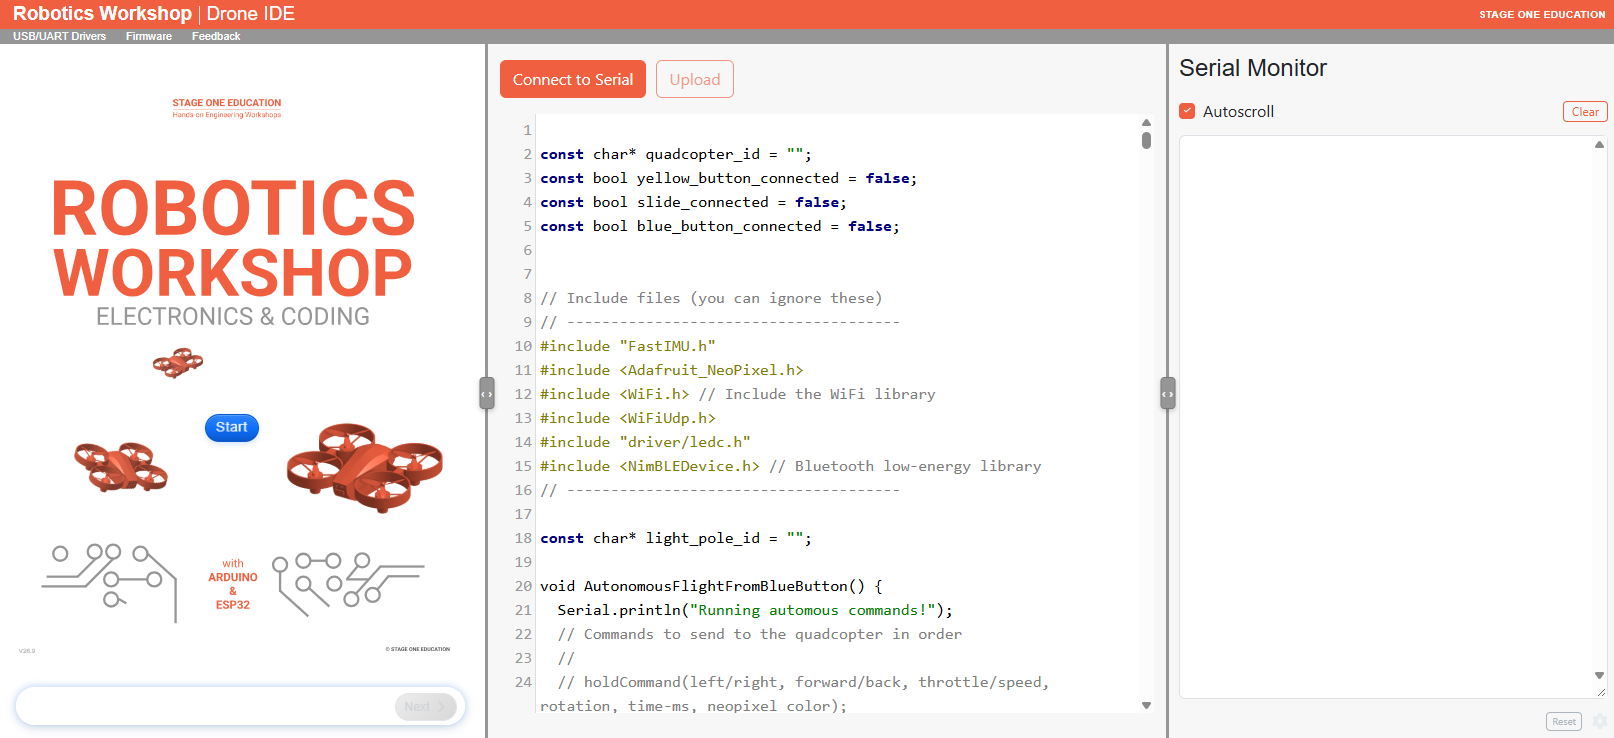 Robotics Workshop | Drone IDE
STAGE ONE EDUCATION
USB/UART Drivers Firmware Feedback
STAGE ONE EDUCATION
Hands-on Engineering Workshops
ROBOTICS
WORKSHOP
ELECTRONICS & CODING
Start
with
ARDUINO
&
ESP32
V26.9
© STAGE ONE EDUCATION
Next
Connect to Serial
Upload
1
2 const char* quadcopter_id = "";
3 const bool yellow_button_connected = false;
4 const bool slide_connected = false;
5 const bool blue_button_connected = false;
6
7
8 // Include files (you can ignore these)
9 // --------------------------------------
10 #include "FastIMU.h"
11 #include <Adafruit_NeoPixel.h>
12 #include <WiFi.h> // Include the WiFi library
13 #include <WiFiUdp.h>
14 #include "driver/ledc.h"
15 #include <NimBLEDevice.h> // Bluetooth low-energy library
16 // --------------------------------------
17
18 const char* light_pole_id = "";
19
20 void AutonomousFlightFromBlueButton() {
21 Serial.println("Running automous commands!");
22 // Commands to send to the quadcopter in order
23 //
24 // holdCommand(left/right, forward/back, throttle/speed,
rotation, time-ms, neopixel color);
Serial Monitor
Autoscroll
Clear
Reset